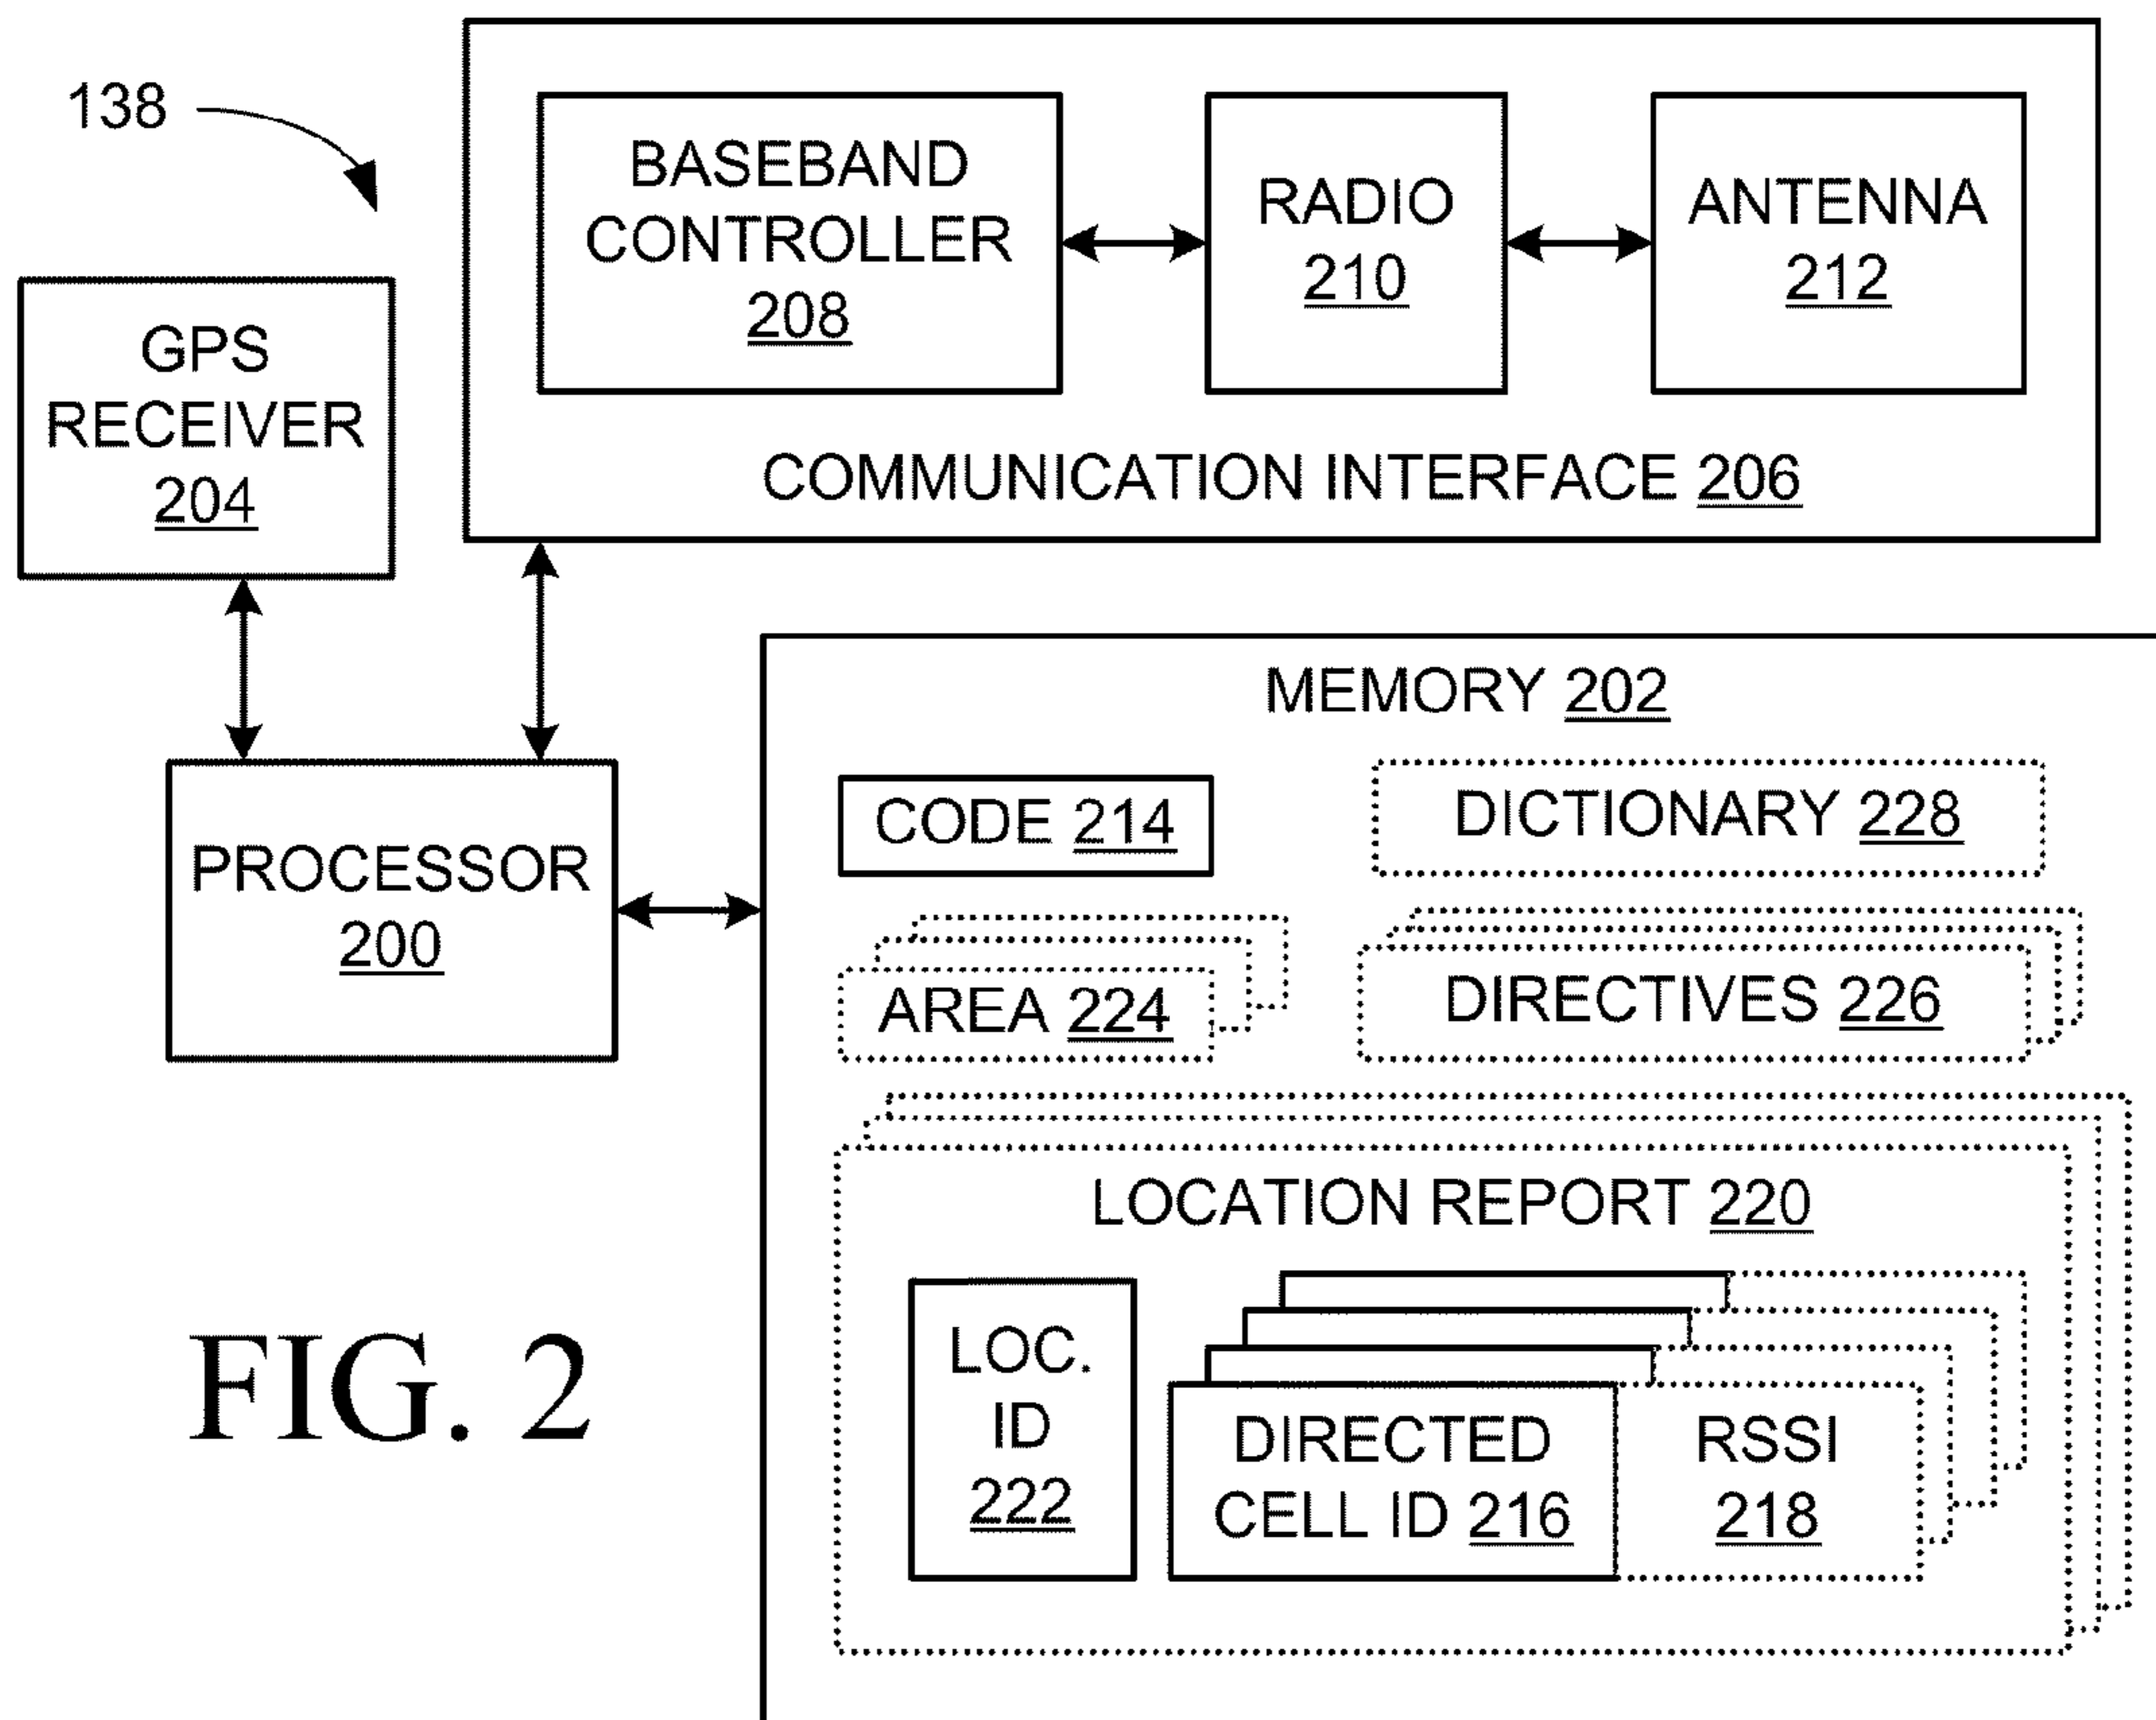 138
BASEBAND
CONTROLLER
208
RADIO
210
ANTENNA
212
COMMUNICATION INTERFACE 206
GPS
RECEIVER
204
PROCESSOR
200
MEMORY 202
CODE 214
DICTIONARY 228
AREA 224
DIRECTIVES 226
LOCATION REPORT 220
LOC.
ID
222
DIRECTED
CELL ID 216
RSSI
218
FIG. 2